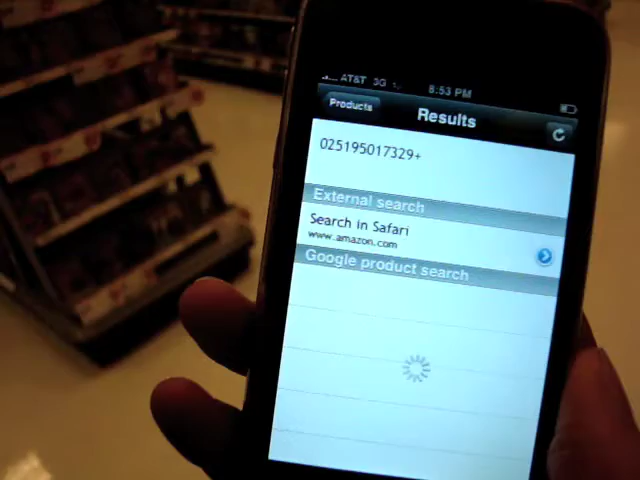 AT&T 3G 8:53 PM
Products
Results
025195017329+
External search
Search in Safari
www.amazon.com
Google product search